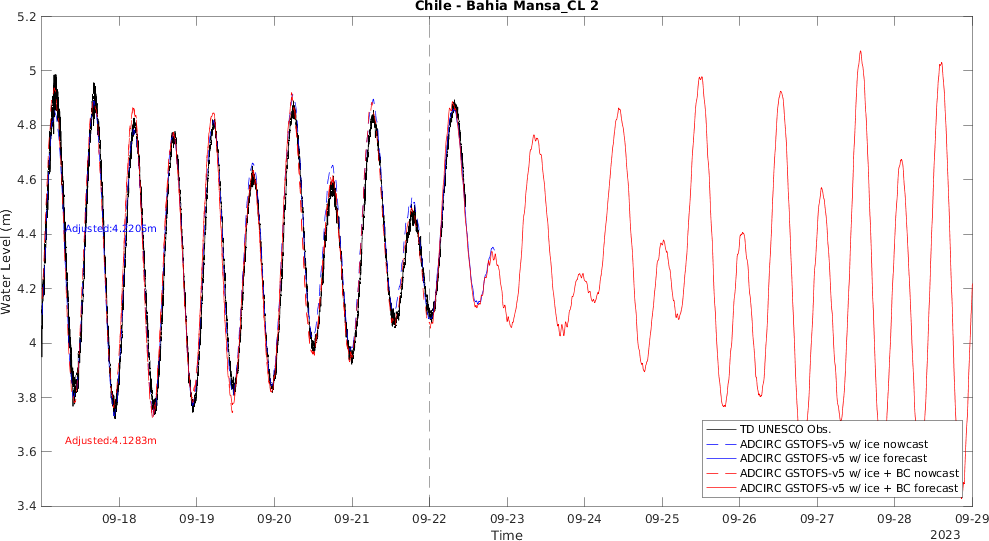 Chile - Bahia Mansa_CL 2
5.2
5
4.8
4.6
4.4
4.2
4
3.8
3.6
3.4
Water Level (m)
Adjusted:4.2206m
Adjusted:4.1283m
TD UNESCO Obs.
ADCIRC GSTOFS-v5 w/ ice nowcast
ADCIRC GSTOFS-v5 w/ ice forecast
ADCIRC GSTOFS-v5 w/ ice + BC nowcast
ADCIRC GSTOFS-v5 w/ ice + BC forecast
09-18 09-19 09-20 09-21 09-22 09-23 09-24 09-25 09-26 09-27 09-28 09-29
Time
2023